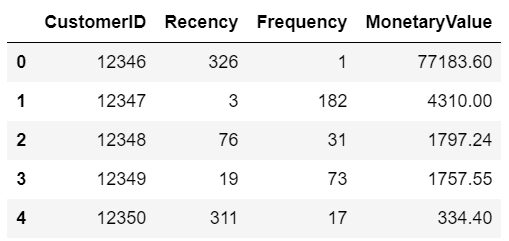 CustomerID Recency Frequency MonetaryValue
0 12346 326 1 77183.60
1 12347 3 182 4310.00
2 12348 76 31 1797.24
3 12349 19 73 1757.55
4 12350 311 17 334.40